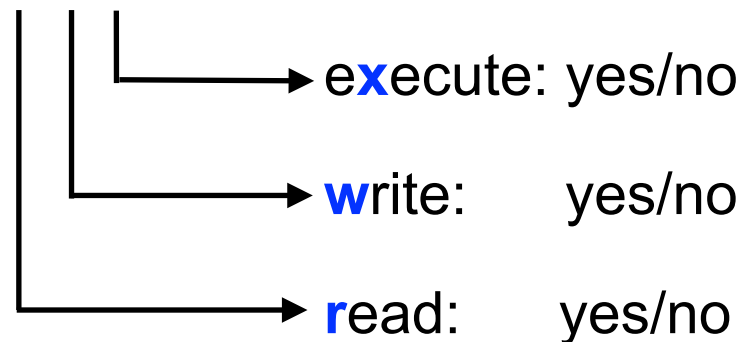 execute: yes/no
write: yes/no
read: yes/no